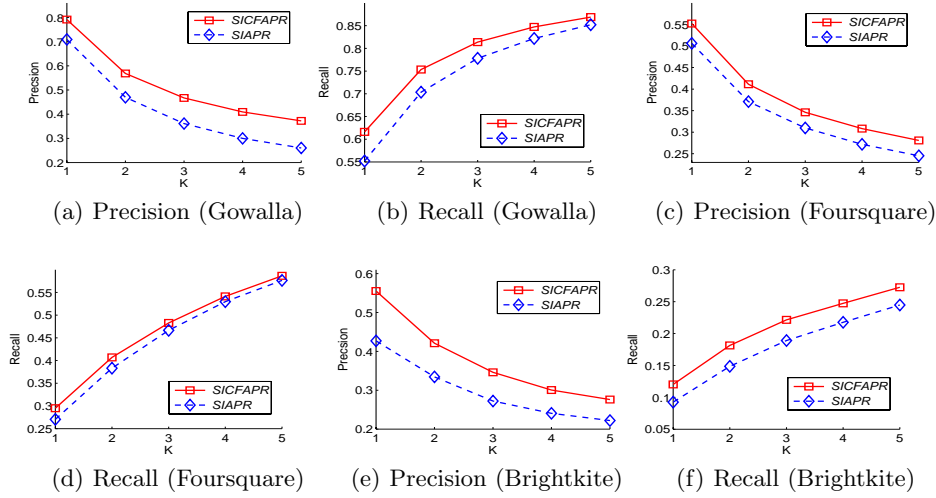 0.8
0.7
0.6
0.5
0.4
0.3
0.2
Precsion
1 2 3 4 5
K
SICFAPR
SIAPR
(a) Precision (Gowalla)
0.85
0.8
0.75
0.7
0.65
0.6
0.55
Recall
1 2 3 4 5
K
SICFAPR
SIAPR
(b) Recall (Gowalla)
0.55
0.5
0.45
0.4
0.35
0.3
0.25
Precision
1 2 3 4 5
K
SICFAPR
SIAPR
(c) Precision (Foursquare)
0.55
0.5
0.45
0.4
0.35
0.3
0.25
Recall
1 2 3 4 5
K
SICFAPR
SIAPR
(d) Recall (Foursquare)
0.6
0.5
0.4
0.3
0.2
Precision
1 2 3 4 5
K
SICFAPR
SIAPR
(e) Precision (Brightkite)
0.3
0.25
0.2
0.15
0.1
0.05
Recall
1 2 3 4 5
K
SICFAPR
SIAPR
(f) Recall (Brightkite)